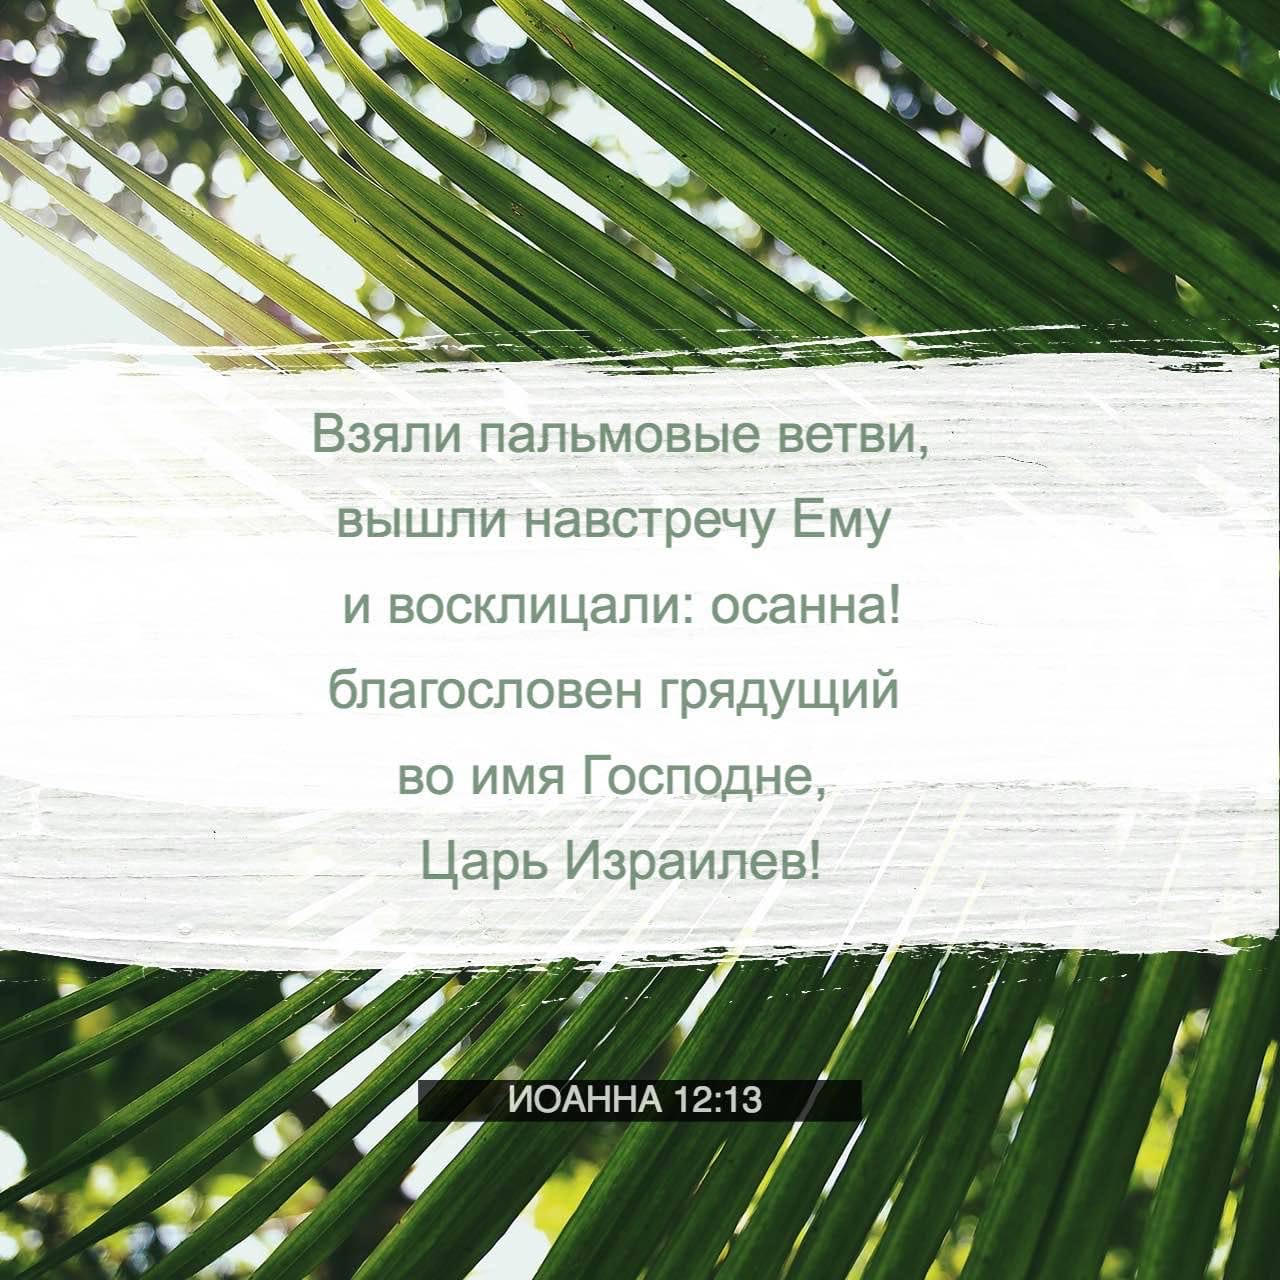 Взяли пальмовые ветви,
вышли навстречу Ему
и восклицали: осанна!
благословен грядущий
во имя Господне,
Царь Израилев!
ИОАННА 12:13